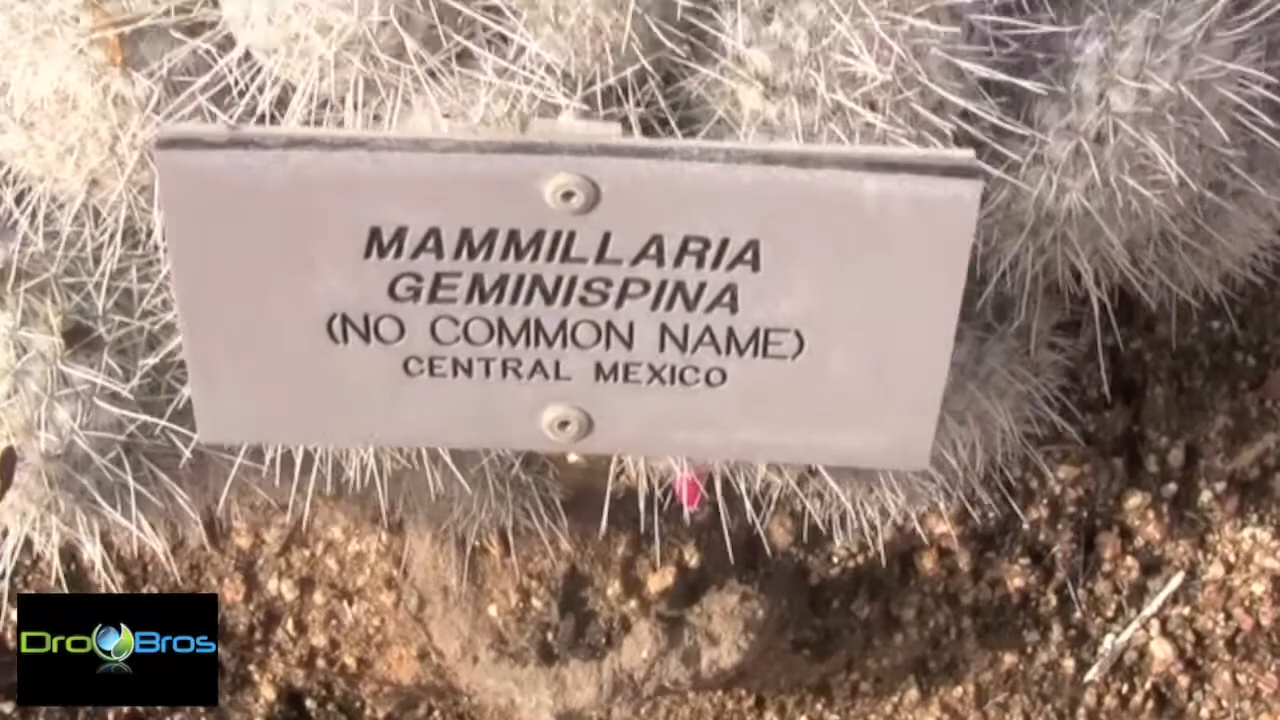 MAMMILLARIA
GEMINISPINA
(NO COMMON NAME)
CENTRAL MEXICO
DroBros